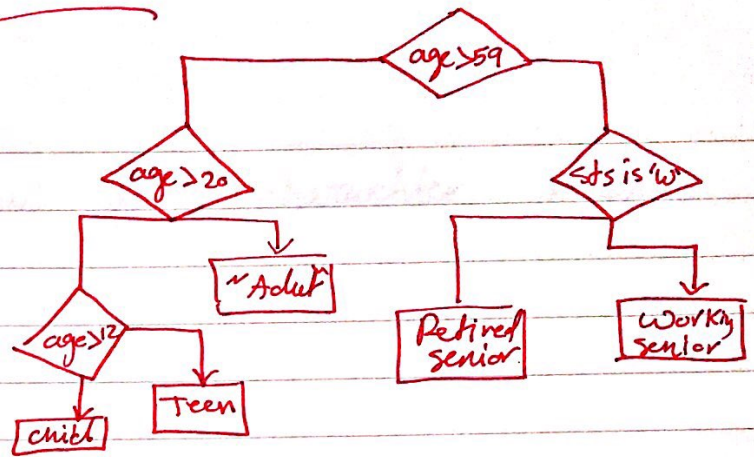 age>59
age>20
sts is 'w'
"Adult"
age>12
Retired
senior
Working
senior
Teen
child